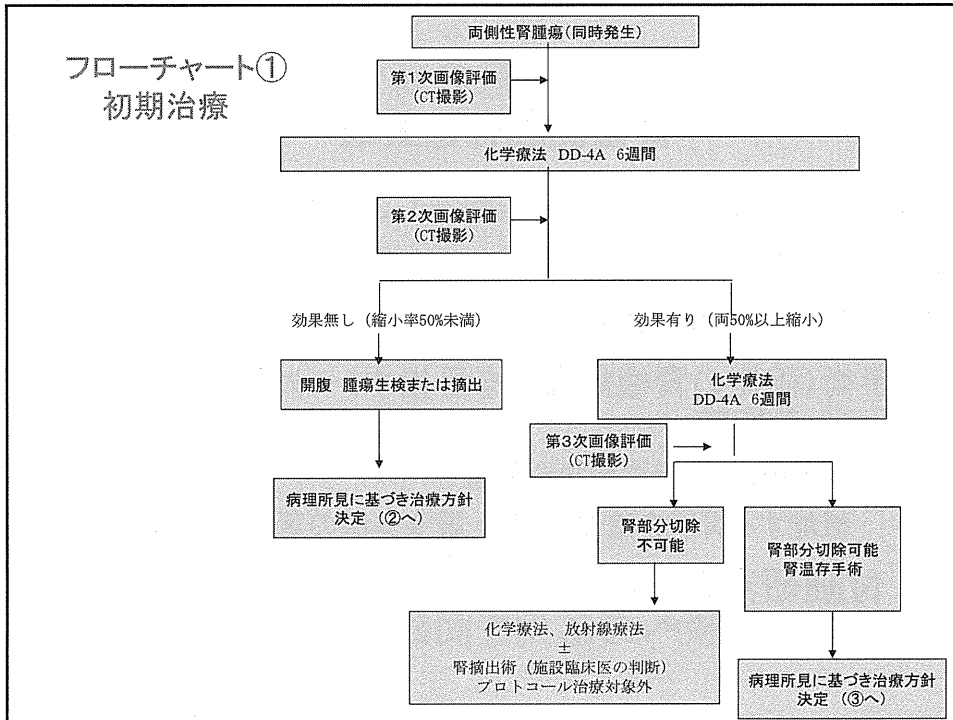 フローチャート①
初期治療
両側性腎腫瘍(同時発生)
第1次画像評価
(CT撮影)
化学療法 DD-4A 6週間
第2次画像評価
(CT撮影)
効果無し(縮小率50%未満)
効果有り(両50%以上縮小)
開腹 腫瘍生検または摘出
化学療法
DD-4A 6週間
第3次画像評価
(CT撮影)
病理所見に基づき治療方針
決定 (②へ)
腎部分切除
不可能
腎部分切除可能
腎温存手術
化学療法、放射線療法
±
腎摘出術(施設臨床医の判断)
プロトコール治療対象外
病理所見に基づき治療方針
決定 (③へ)